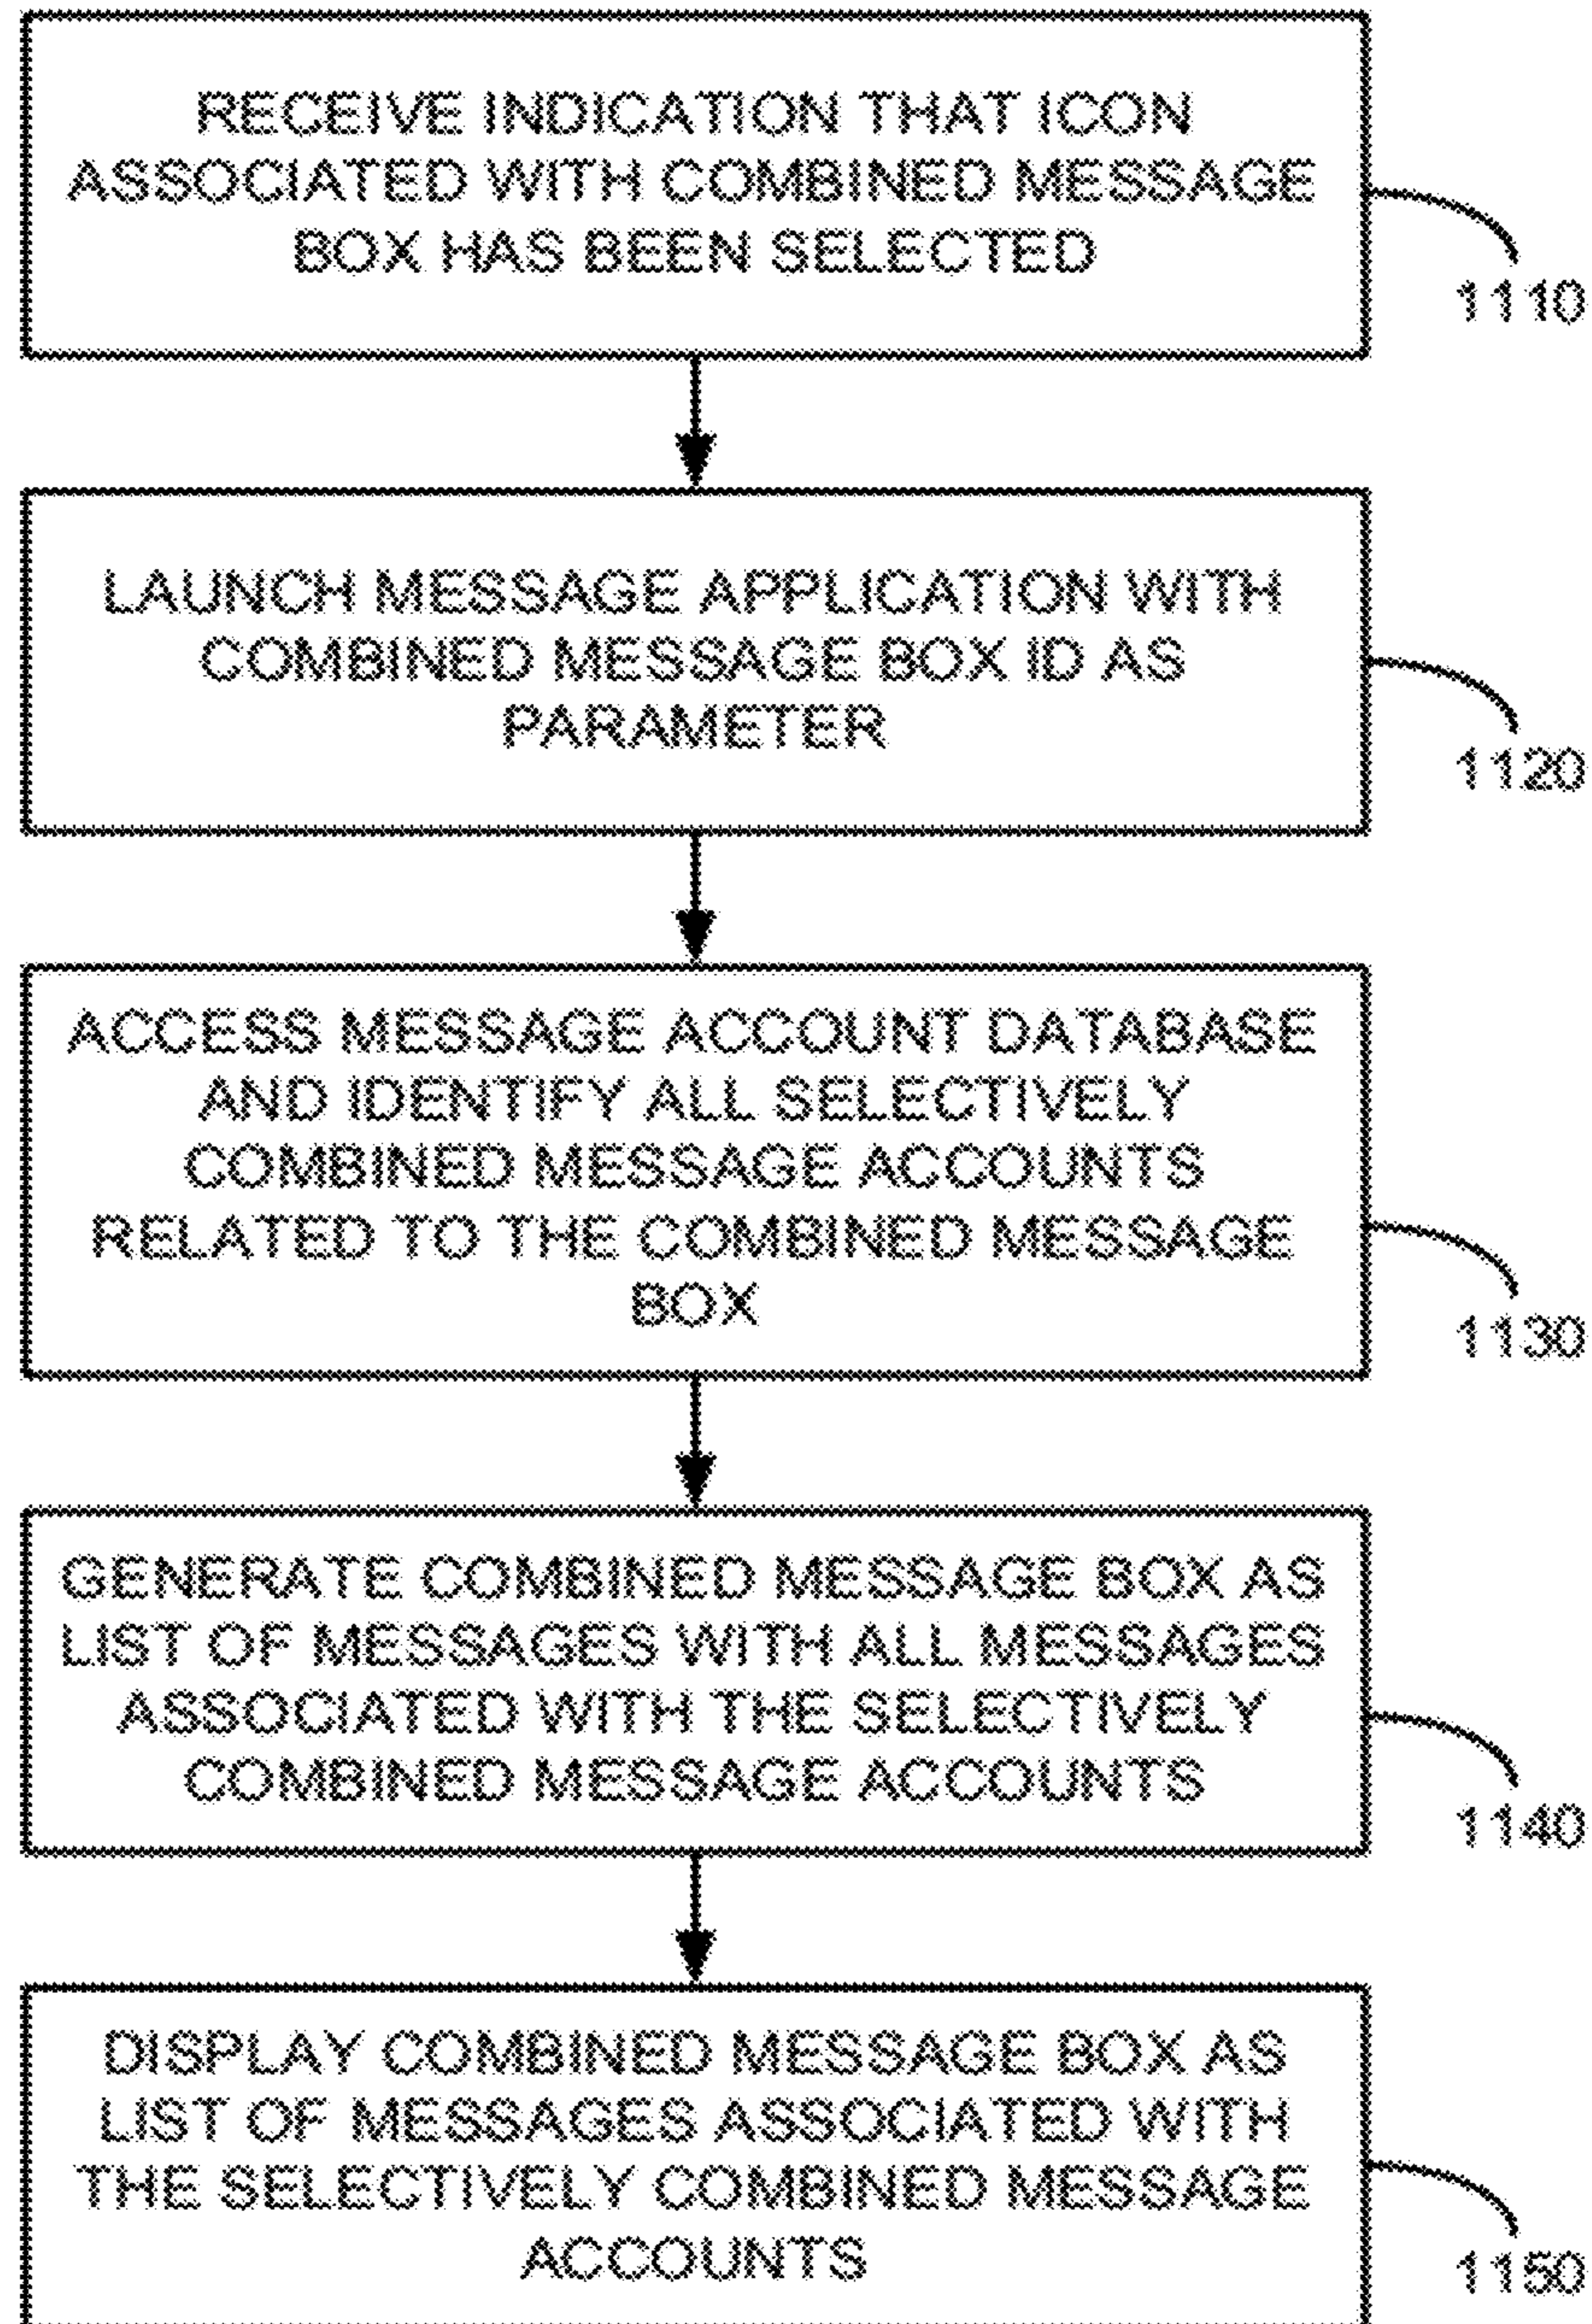 RECEIVE INDICATION THAT ICON
ASSOCIATED WITH COMBINED MESSAGE
BOX HAS BEEN SELECTED
1110
LAUNCH MESSAGE APPLICATION WITH
COMBINED MESSAGE BOX ID AS
PARAMETER
1120
ACCESS MESSAGE ACCOUNT DATABASE
AND IDENTIFY ALL SELECTIVELY
COMBINED MESSAGE ACCOUNTS
RELATED TO THE COMBINED MESSAGE
BOX
1130
GENERATE COMBINED MESSAGE BOX AS
LIST OF MESSAGES WITH ALL MESSAGES
ASSOCIATED WITH THE SELECTIVELY
COMBINED MESSAGE ACCOUNTS
1140
DISPLAY COMBINED MESSAGE BOX AS
LIST OF MESSAGES ASSOCIATED WITH
THE SELECTIVELY COMBINED MESSAGE
ACCOUNTS
1150